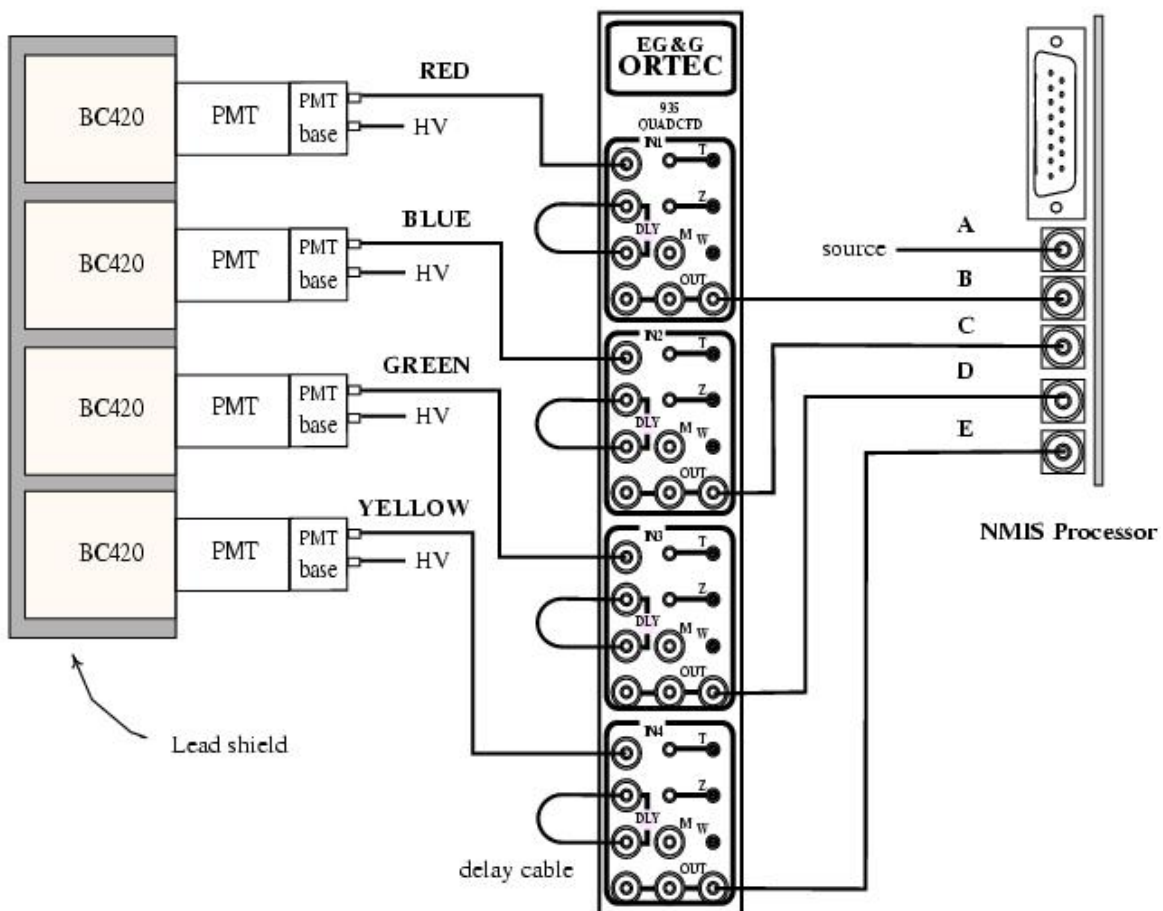 BC420
PMT
PMT
base
RED
HV
BC420
PMT
PMT
base
BLUE
HV
BC420
PMT
PMT
base
GREEN
HV
BC420
PMT
PMT
base
YELLOW
HV
Lead shield
EG&G
ORTEC
935
QUADCFD
IN1
T
Z
DLY
M
W
OUT
IN2
T
Z
DLY
M
W
OUT
IN3
T
Z
DLY
M
W
OUT
IN4
T
Z
DLY
M
W
OUT
delay cable
source
A
B
C
D
E
NMIS Processor